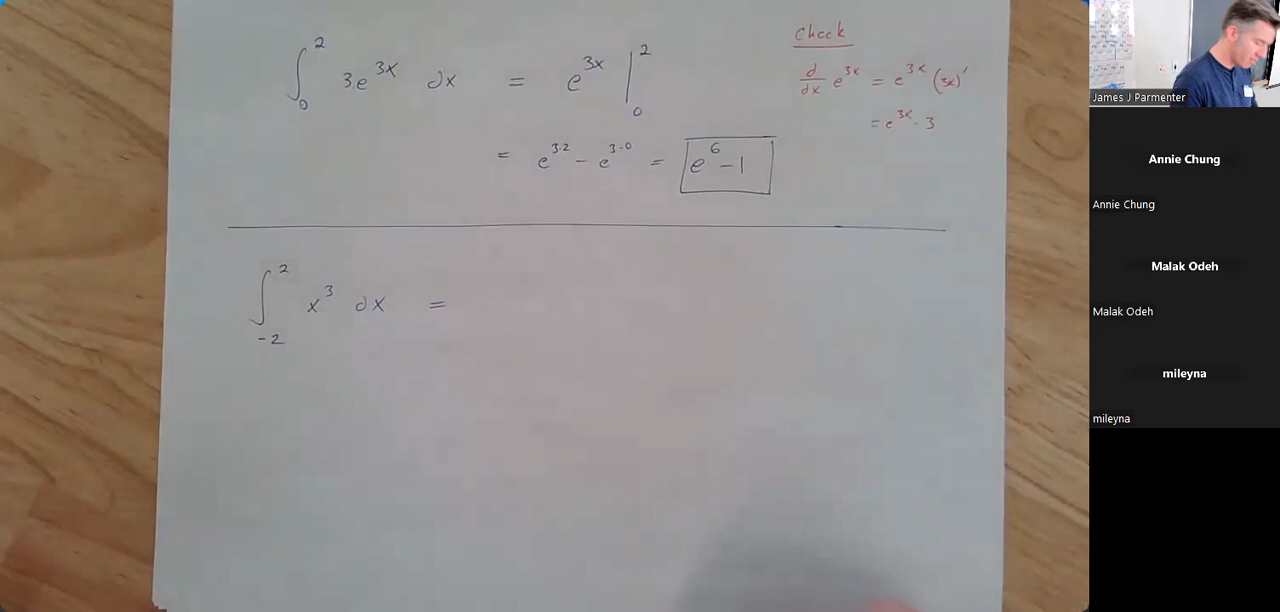 ∫₀² 3e^{3x} dx = e^{3x} |₀²
= e^{3·2} − e^{3·0} = e^6 − 1
Check
d/dx e^{3x} = e^{3x} (3x)'
= e^{3x} · 3
∫₋₂² x³ dx =
James J Parmenter
Annie Chung
Annie Chung
Malak Odeh
Malak Odeh
mileyna
mileyna